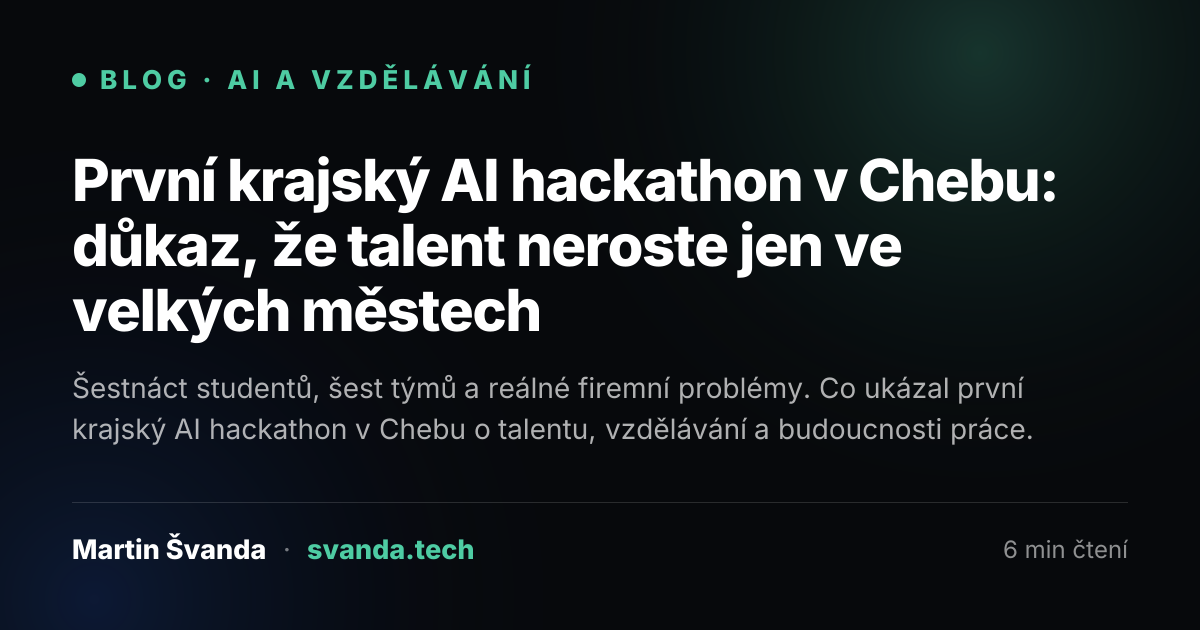 BLOG · AI A VZDĚLÁVÁNÍ
První krajský AI hackathon v Chebu:
důkaz, že talent neroste jen ve
velkých městech
Šestnáct studentů, šest týmů a reálné firemní problémy. Co ukázal první
krajský AI hackathon v Chebu o talentu, vzdělávání a budoucnosti práce.
Martin Švanda · svanda.tech
6 min čtení